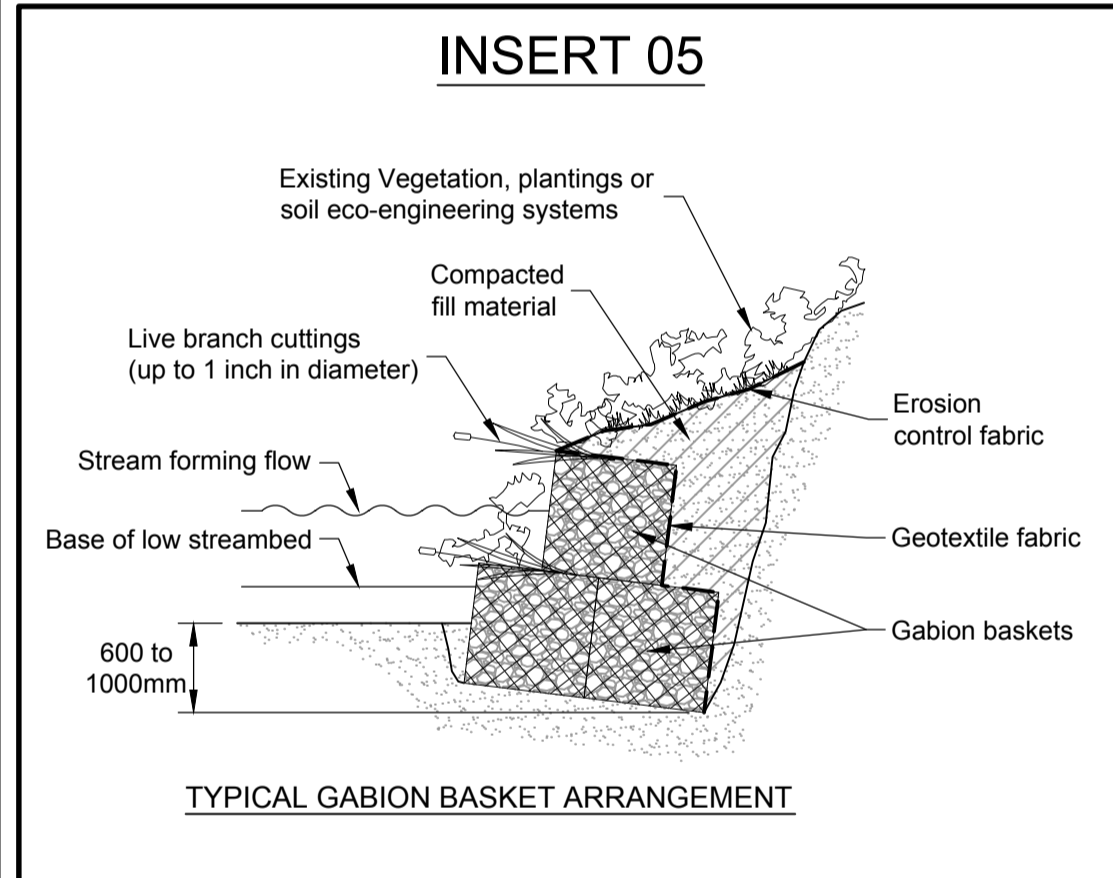 INSERT 05
Existing Vegetation, plantings or
soil eco-engineering systems
Compacted
fill material
Live branch cuttings
(up to 1 inch in diameter)
Erosion
control fabric
Stream forming flow
Base of low streambed
Geotextile fabric
Gabion baskets
600 to
1000mm
TYPICAL GABION BASKET ARRANGEMENT